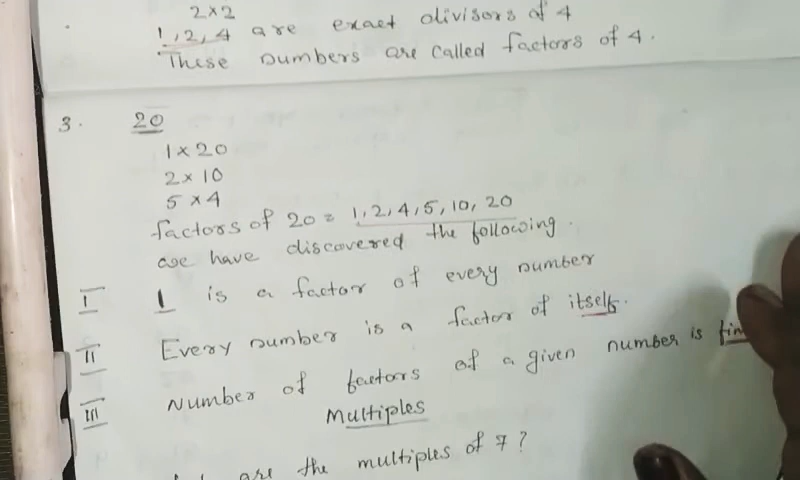 2×2
1, 2, 4 are exact divisors of 4
These numbers are called factors of 4.
3. 20
1×20
2×10
5×4
factors of 20 = 1, 2, 4, 5, 10, 20
we have discovered the following.
I 1 is a factor of every number
II Every number is a factor of itself.
III Number of factors of a given number is
Multiples
are the multiples of 7?